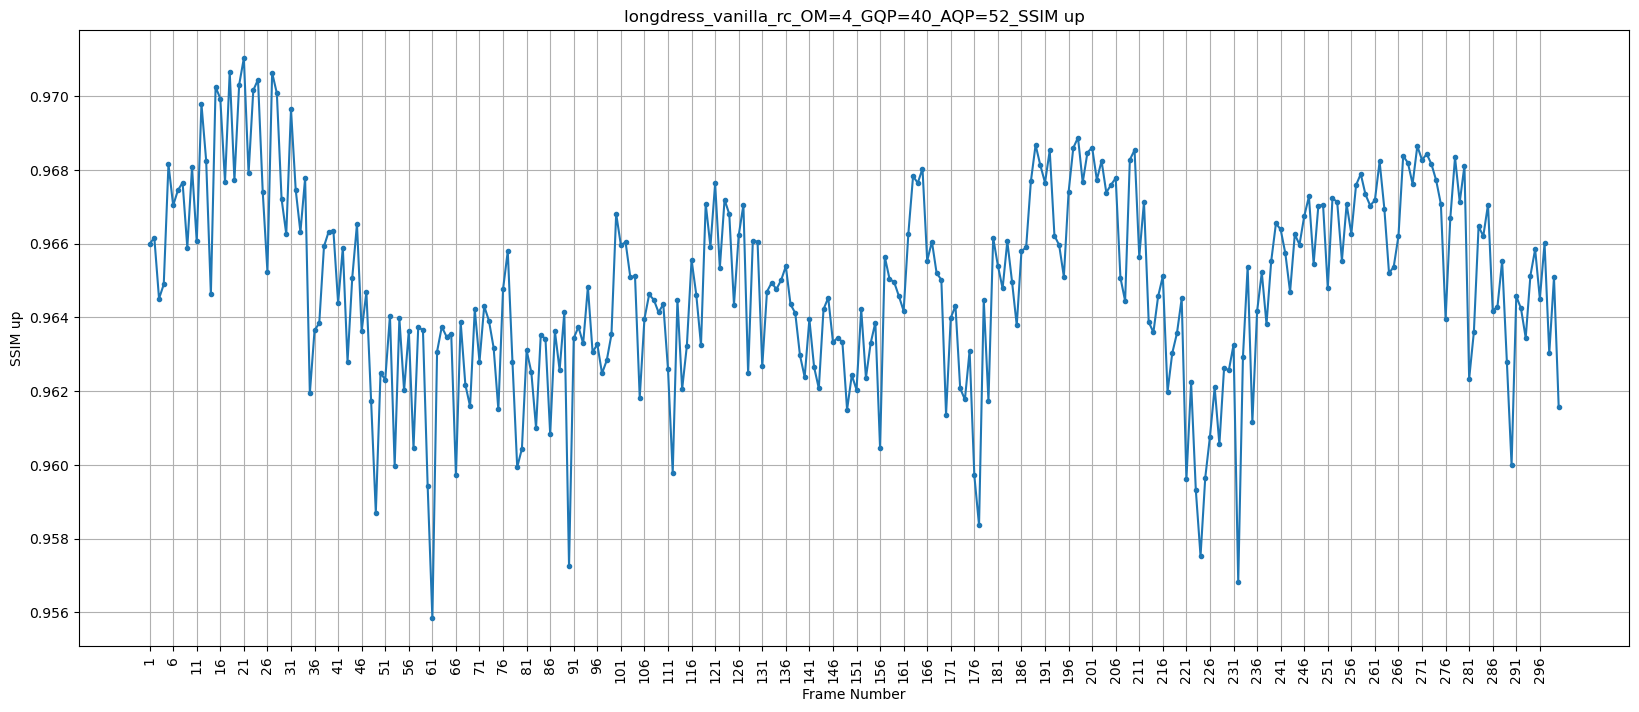 longdress_vanilla_rc_OM=4_GQP=40_AQP=52_SSIM up
SSIM up
0.970
0.968
0.966
0.964
0.962
0.960
0.958
0.956
1 6 11 16 21 26 31 36 41 46 51 56 61 66 71 76 81 86 91 96 101 106 111 116 121 126 131 136 141 146 151 156 161 166 171 176 181 186 191 196 201 206 211 216 221 226 231 236 241 246 251 256 261 266 271 276 281 286 291 296
Frame Number